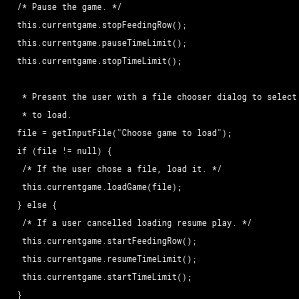 /* Pause the game. */
this.currentgame.stopFeedingRow();
this.currentgame.pauseTimeLimit();
this.currentgame.stopTimeLimit();
* Present the user with a file chooser dialog to select
* to load.
file = getInputFile("Choose game to load");
if (file != null) {
/* If the user chose a file, load it. */
this.currentgame.loadGame(file);
} else {
/* If a user cancelled loading resume play. */
this.currentgame.startFeedingRow();
this.currentgame.resumeTimeLimit();
this.currentgame.startTimeLimit();
}